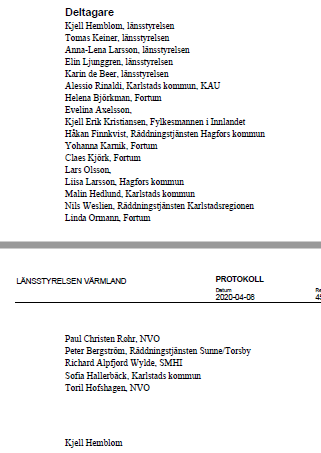 Deltagare
Kjell Hemblom, länsstyrelsen
Tomas Keiner, länsstyrelsen
Anna-Lena Larsson, länsstyrelsen
Elin Ljunggren, länsstyrelsen
Karin de Beer, länsstyrelsen
Alessio Rinaldi, Karlstads kommun, KAU
Helena Björkman, Fortum
Evelina Axelsson,
Kjell Erik Kristiansen, Fylkesmannen i Innlandet
Håkan Finnkvist, Räddningstjänsten Hagfors kommun
Yohanna Karnik, Fortum
Claes Kjörk, Fortum
Lars Olsson,
Liisa Larsson, Hagfors kommun
Malin Hedlund, Karlstads kommun
Nils Weslien, Räddningstjänsten Karlstadsregionen
Linda Ormann, Fortum
LÄNSSTYRELSEN VÄRMLAND
PROTOKOLL
Datum
2020-04-08
Paul Christen Røhr, NVO
Peter Bergström, Räddningstjänsten Sunne/Torsby
Richard Alpfjord Wylde, SMHI
Sofia Hallerbäck, Karlstads kommun
Toril Hofshagen, NVO
Kjell Hemblom